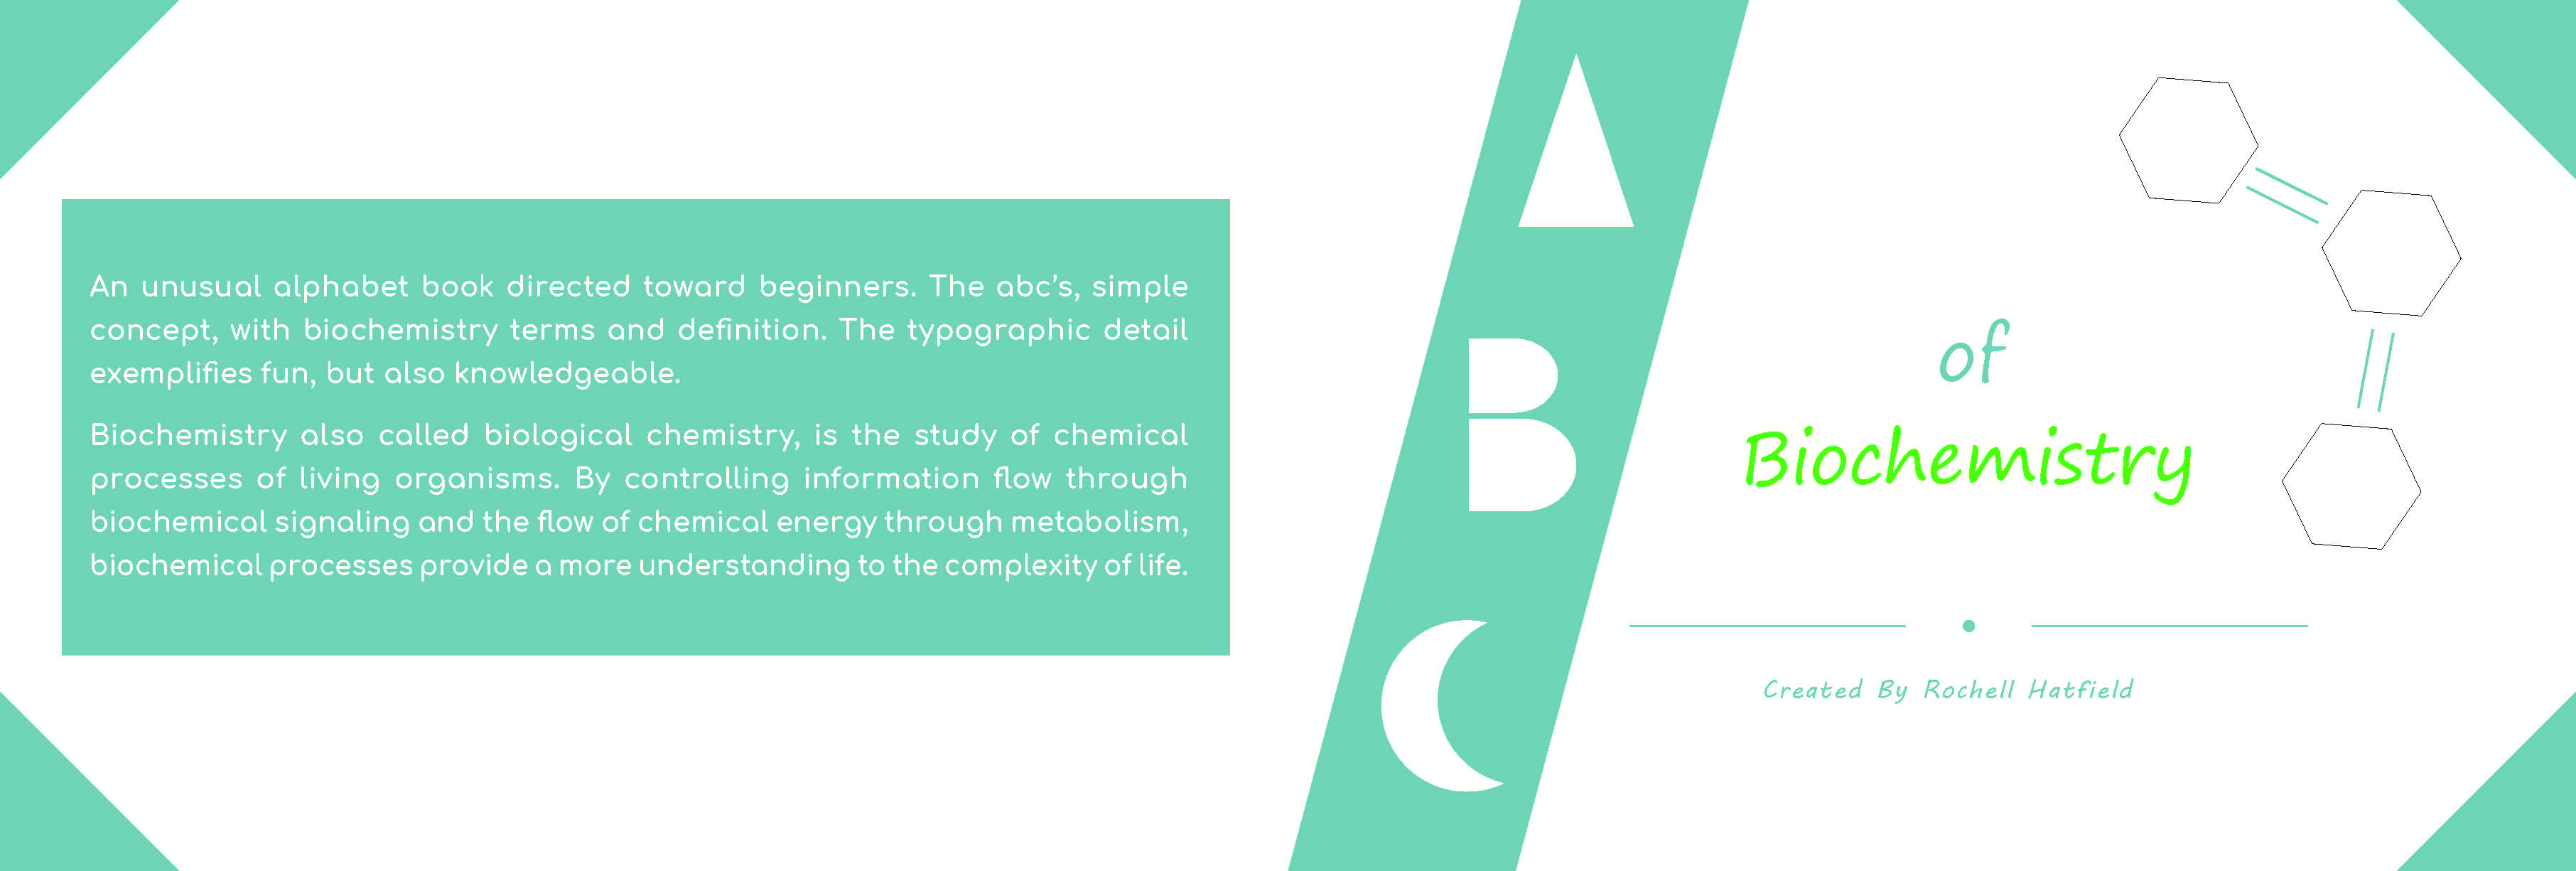 An unusual alphabet book directed toward beginners. The abc’s, simple
concept, with biochemistry terms and definition. The typographic detail
exemplifies fun, but also knowledgeable.
Biochemistry also called biological chemistry, is the study of chemical
processes of living organisms. By controlling information flow through
biochemical signaling and the flow of chemical energy through metabolism,
biochemical processes provide a more understanding to the complexity of life.
A
B
C
of
Biochemistry
Created By Rochell Hatfield